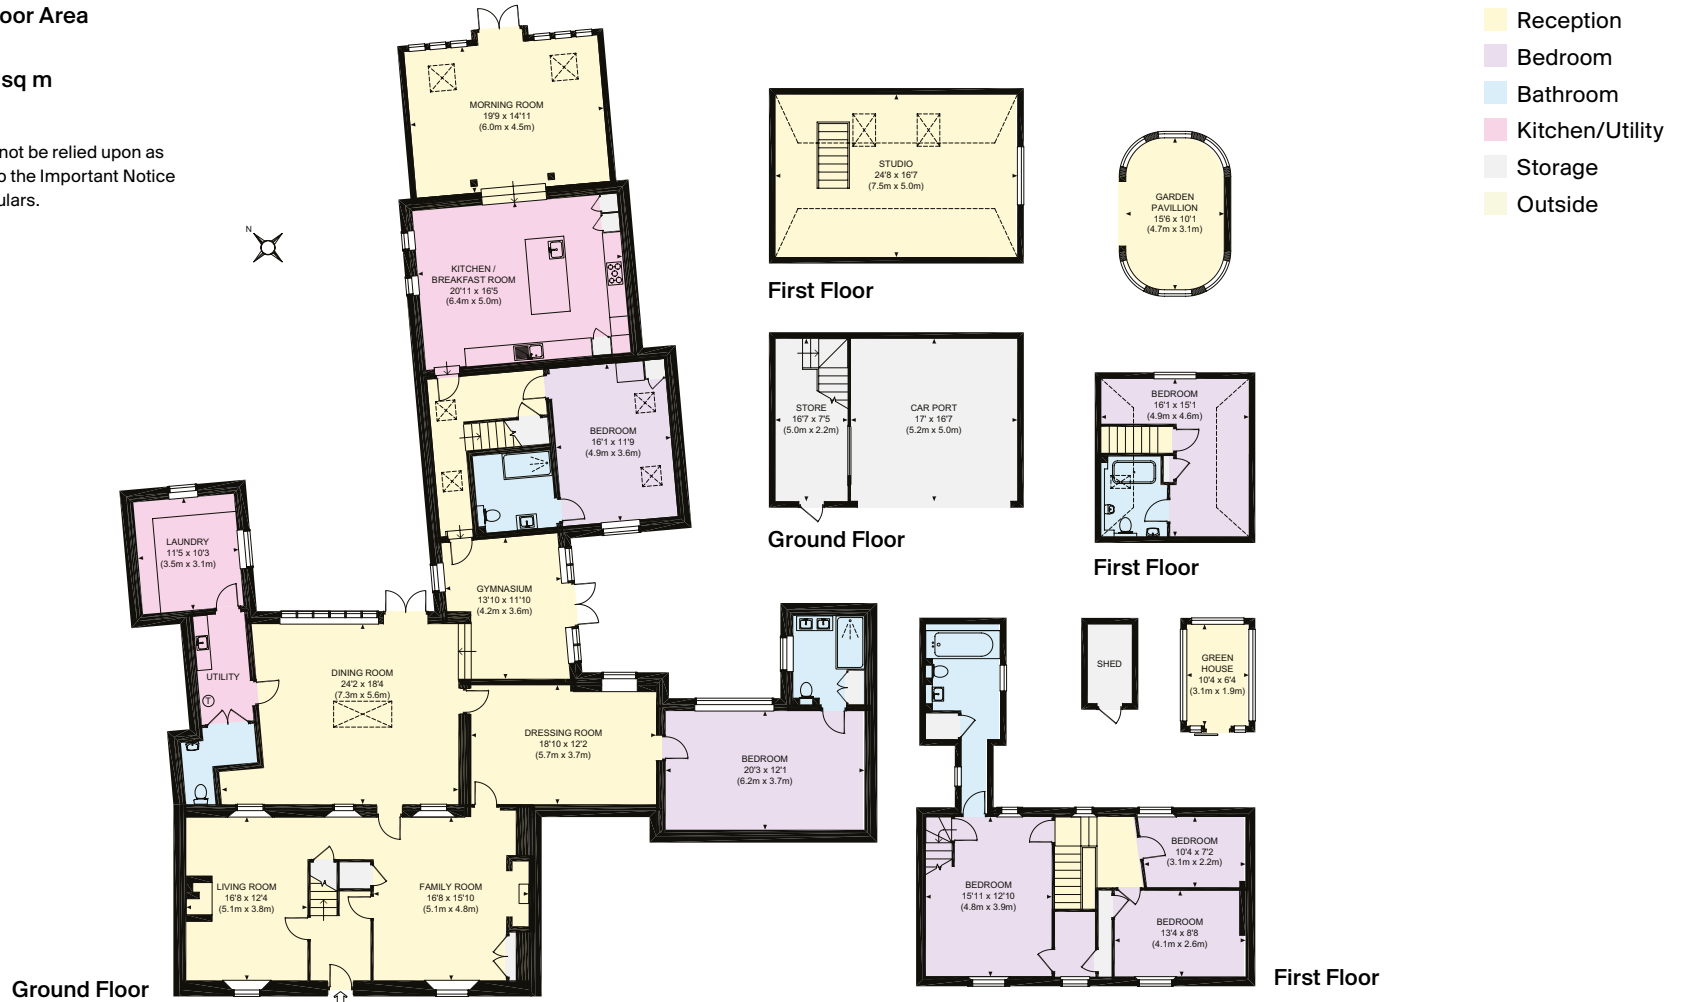 oor Area
sq m
not be relied upon as
o the Important Notice
ulars.
N
Reception
Bedroom
Bathroom
Kitchen/Utility
Storage
Outside
MORNING ROOM
19'9 x 14'11
(6.0m x 4.5m)
KITCHEN /
BREAKFAST ROOM
20'11 x 16'5
(6.4m x 5.0m)
BEDROOM
16'1 x 11'9
(4.9m x 3.6m)
LAUNDRY
11'5 x 10'3
(3.5m x 3.1m)
GYMNASIUM
13'10 x 11'10
(4.2m x 3.6m)
UTILITY
T
DINING ROOM
24'2 x 18'4
(7.3m x 5.6m)
DRESSING ROOM
18'10 x 12'2
(5.7m x 3.7m)
BEDROOM
20'3 x 12'1
(6.2m x 3.7m)
LIVING ROOM
16'8 x 12'4
(5.1m x 3.8m)
FAMILY ROOM
16'8 x 15'10
(5.1m x 4.8m)
Ground Floor
STUDIO
24'8 x 16'7
(7.5m x 5.0m)
First Floor
STORE
16'7 x 7'5
(5.0m x 2.2m)
CAR PORT
17' x 16'7
(5.2m x 5.0m)
Ground Floor
GARDEN
PAVILLION
15'6 x 10'1
(4.7m x 3.1m)
BEDROOM
16'1 x 15'1
(4.9m x 4.6m)
First Floor
SHED
GREEN
HOUSE
10'4 x 6'4
(3.1m x 1.9m)
BEDROOM
15'11 x 12'10
(4.8m x 3.9m)
BEDROOM
10'4 x 7'2
(3.1m x 2.2m)
BEDROOM
13'4 x 8'8
(4.1m x 2.6m)
First Floor